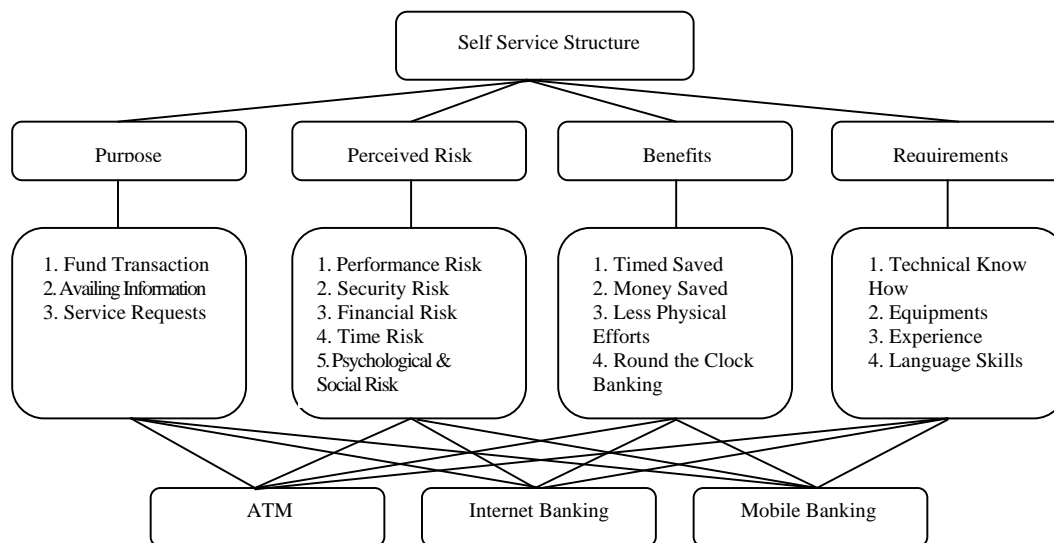 Self Service Structure
Purpose
Perceived Risk
Benefits
Requirements
1. Fund Transaction
2. Availing Information
3. Service Requests
1. Performance Risk
2. Security Risk
3. Financial Risk
4. Time Risk
5. Psychological &
Social Risk
1. Timed Saved
2. Money Saved
3. Less Physical
Efforts
4. Round the Clock
Banking
1. Technical Know
How
2. Equipments
3. Experience
4. Language Skills
ATM
Internet Banking
Mobile Banking